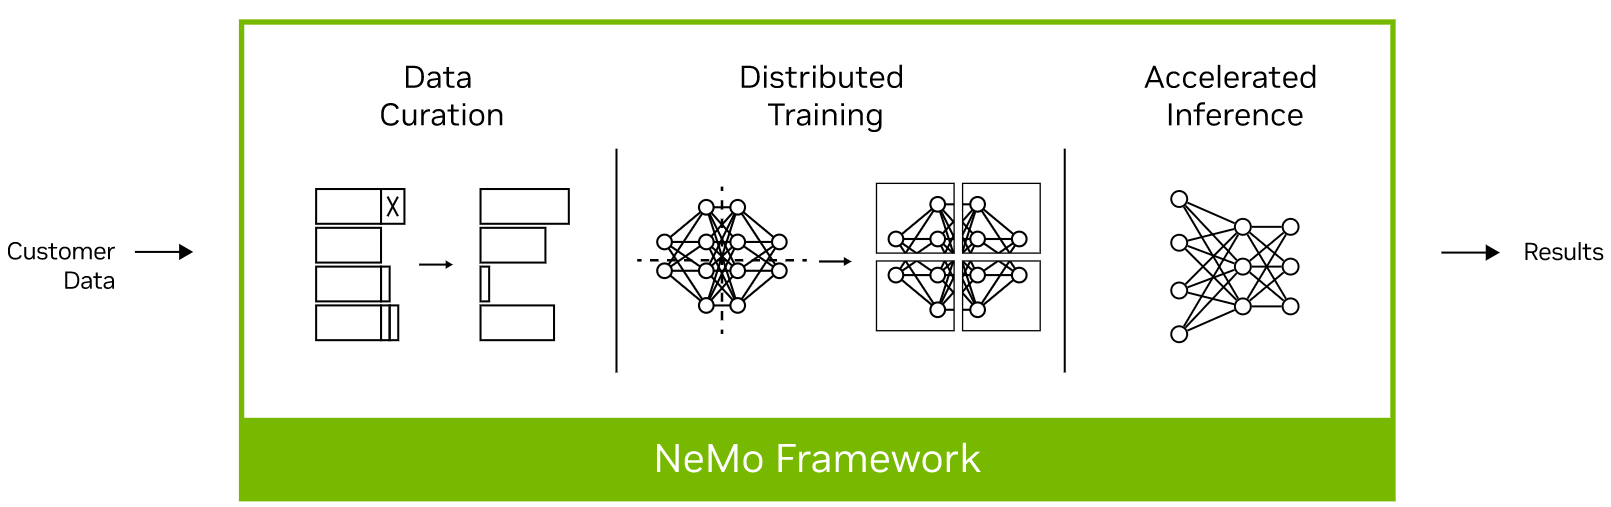 Data
Curation
Distributed
Training
Accelerated
Inference
X
Customer
Data
Results
NeMo Framework